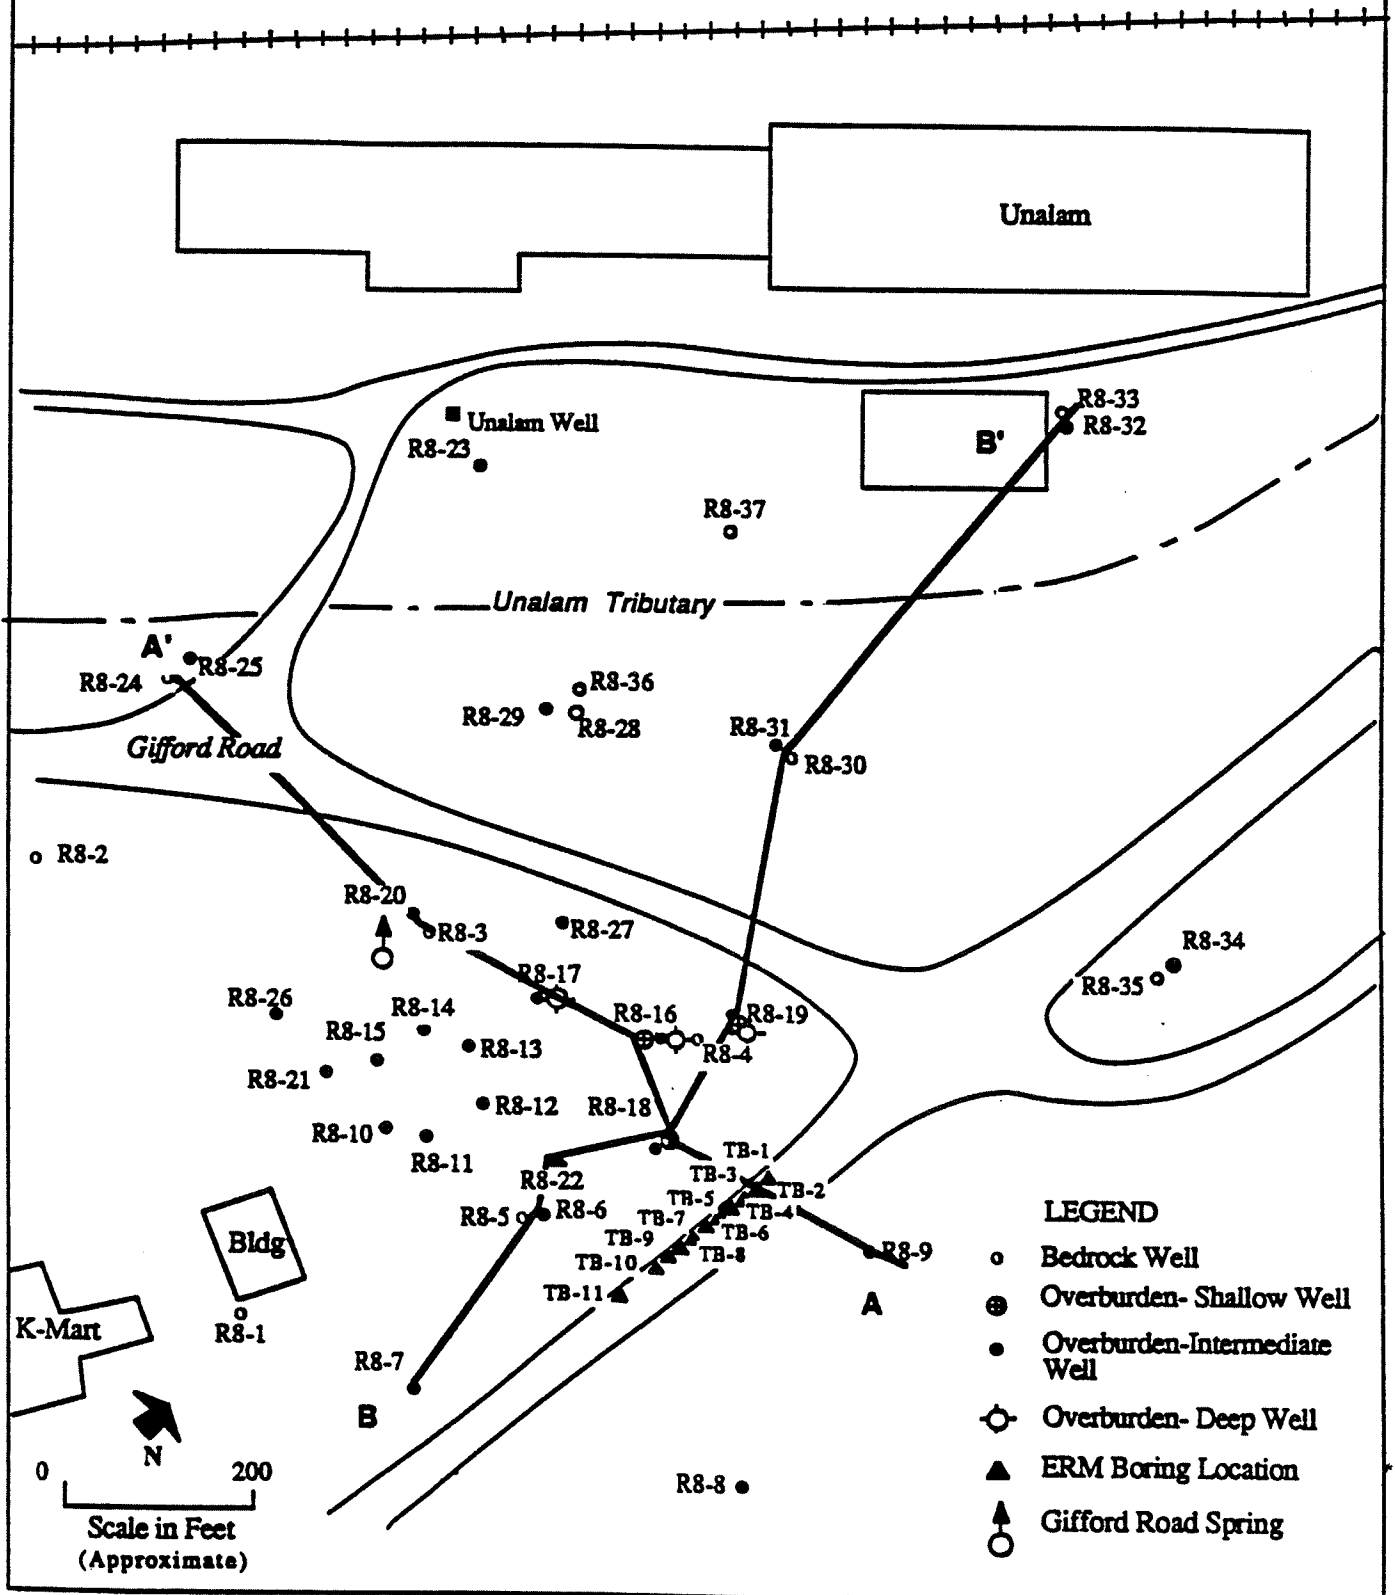 Unalam
Unalam Well
R8-23
R8-33
R8-32
B'
R8-37
Unalam Tributary
A'
R8-25
R8-24
R8-36
R8-29
R8-28
Gifford Road
R8-31
R8-30
R8-2
R8-20
R8-3
R8-27
R8-34
R8-35
R8-17
R8-26
R8-14
R8-16
R8-19
R8-15
R8-13
R8-4
R8-21
R8-12
R8-18
R8-10
R8-11
TB-1
R8-22
TB-3
TB-2
R8-5
R8-6
TB-5
TB-4
TB-7
TB-6
TB-9
TB-8
TB-10
TB-11
R8-9
A
Bldg
K-Mart
R8-1
R8-7
B
N
0 200
Scale in Feet
(Approximate)
R8-8
LEGEND
Bedrock Well
Overburden- Shallow Well
Overburden-Intermediate
Well
Overburden- Deep Well
ERM Boring Location
Gifford Road Spring